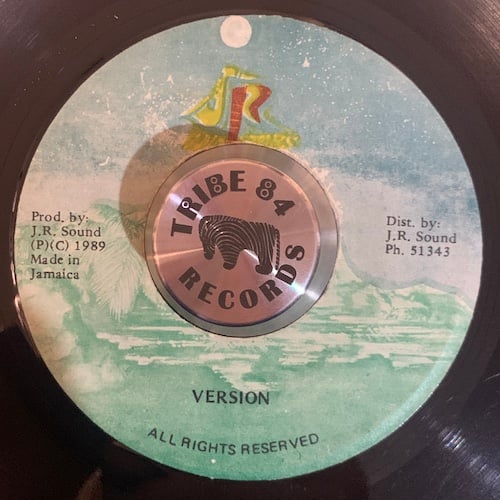 TRIBE 84
RECORDS
Prod. by:
J.R. Sound
(P)(C) 1989
Made in
Jamaica
Dist. by:
J.R. Sound
Ph. 51343
VERSION
ALL RIGHTS RESERVED